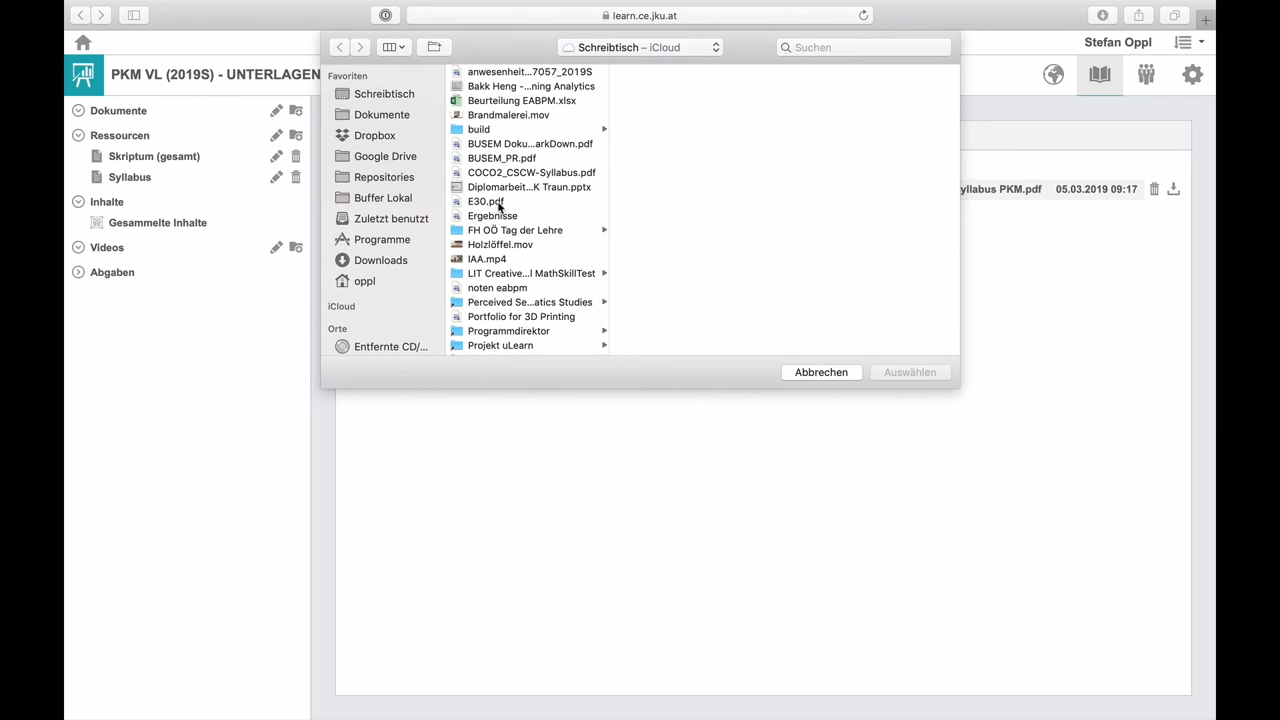 learn.ce.jku.at
Stefan Oppl
PKM VL (2019S) - UNTERLAGEN
Dokumente
Ressourcen
Skriptum (gesamt)
Syllabus
Inhalte
Gesammelte Inhalte
Videos
Abgaben
Schreibtisch – iCloud
Suchen
Favoriten
Schreibtisch
Dokumente
Dropbox
Google Drive
Repositories
Buffer Lokal
Zuletzt benutzt
Programme
Downloads
oppl
iCloud
Orte
Entfernte CD/...
anwesenheit...7057_2019S
Bakk Heng -...ning Analytics
Beurteilung EABPM.xlsx
Brandmalerei.mov
build
BUSEM Doku...arkDown.pdf
BUSEM_PR.pdf
COCO2_CSCW-Syllabus.pdf
Diplomarbeit...K Traun.pptx
E30.pdf
Ergebnisse
FH OÖ Tag der Lehre
Holzlöffel.mov
IAA.mp4
LIT Creative...l MathSkillTest
noten eabpm
Perceived Se...atics Studies
Portfolio for 3D Printing
Programmdirektor
Projekt uLearn
Abbrechen
Auswählen
yllabus PKM.pdf 05.03.2019 09:17